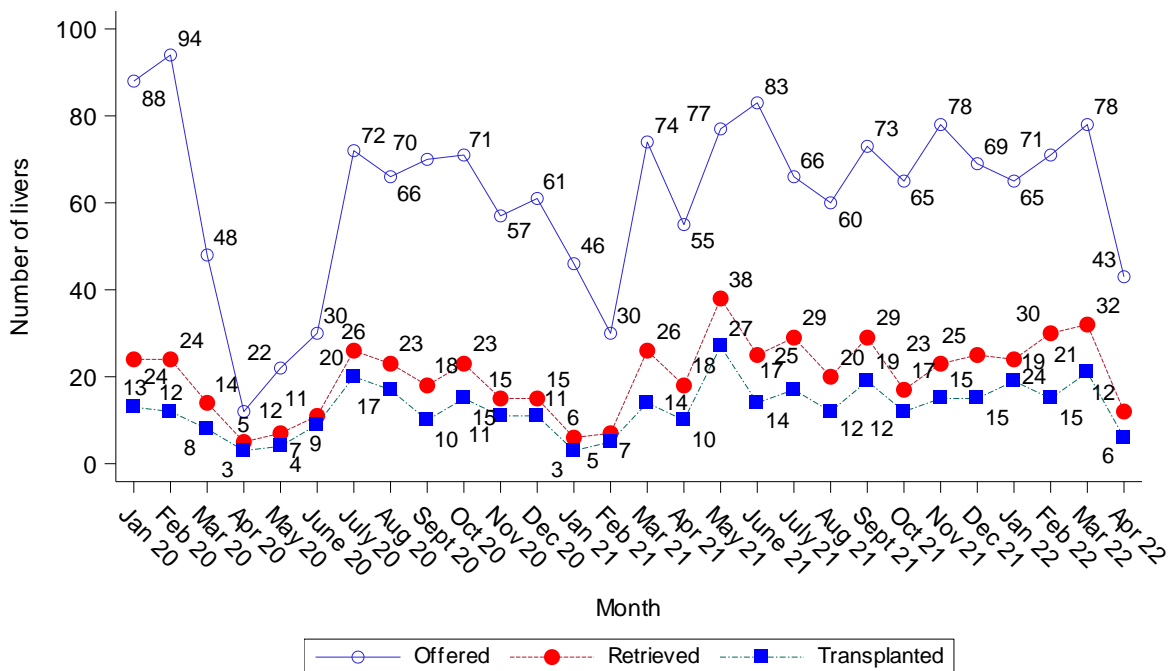 100
80
60
40
20
0
Number of livers
88
94
48
22
30
72
66
70
71
57
61
46
30
74
55
77
83
66
60
73
65
78
69
65
71
78
43
24
24
14
5
12
7
11
26
23
18
23
15
15
6
7
26
18
38
25
29
20
29
17
23
25
24
30
32
12
13
12
8
3
4
9
20
17
10
15
11
11
3
5
14
10
27
14
17
12
19
12
15
15
19
15
21
6
Jan 20
Feb 20
Mar 20
Apr 20
May 20
June 20
July 20
Aug 20
Sept 20
Oct 20
Nov 20
Dec 20
Jan 21
Feb 21
Mar 21
Apr 21
May 21
June 21
July 21
Aug 21
Sept 21
Oct 21
Nov 21
Dec 21
Jan 22
Feb 22
Mar 22
Apr 22
Month
Offered Retrieved Transplanted